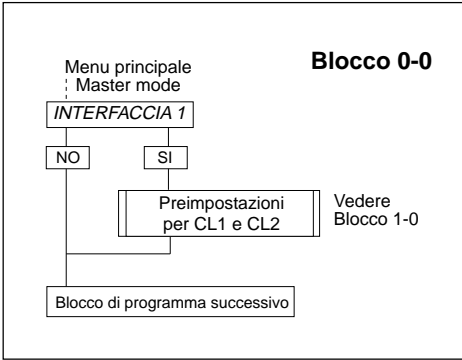 Blocco 0-0
Menu principale
Master mode
INTERFACCIA 1
NO
SI
Preimpostazioni
per CL1 e CL2
Vedere
Blocco 1-0
Blocco di programma successivo